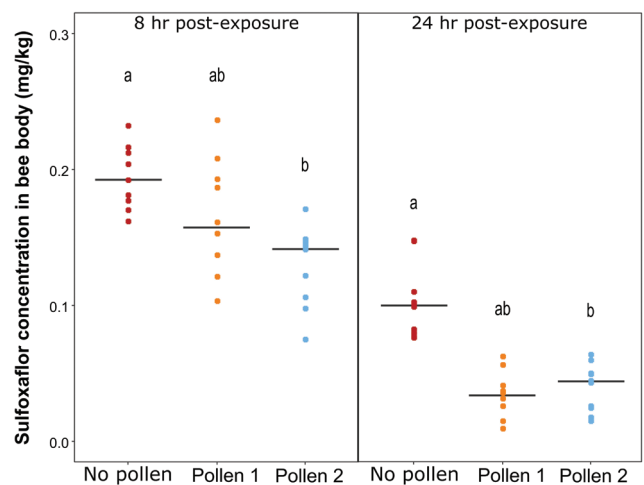 8 hr post-exposure
24 hr post-exposure
Sulfoxaflor concentration in bee body (mg/kg)
0.3
0.2
0.1
0.0
a
ab
b
a
ab
b
No pollen
Pollen 1
Pollen 2
No pollen
Pollen 1
Pollen 2